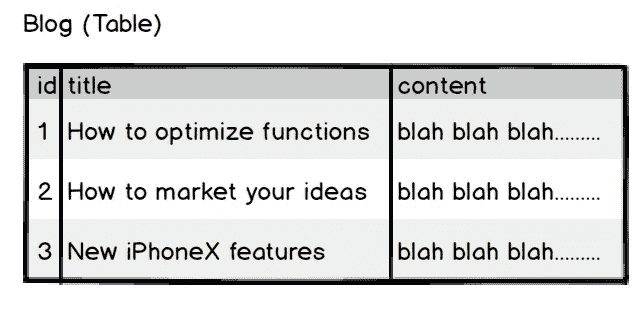 Blog (Table)
id title content
1 How to optimize functions blah blah blah.........
2 How to market your ideas blah blah blah.........
3 New iPhoneX features blah blah blah.........